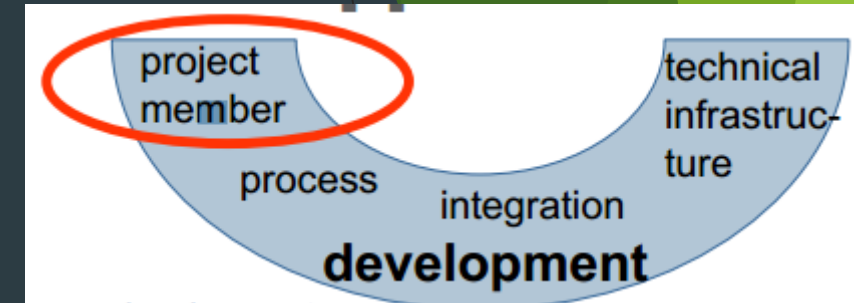 project
member
technical
infrastruc-
ture
process
integration
development